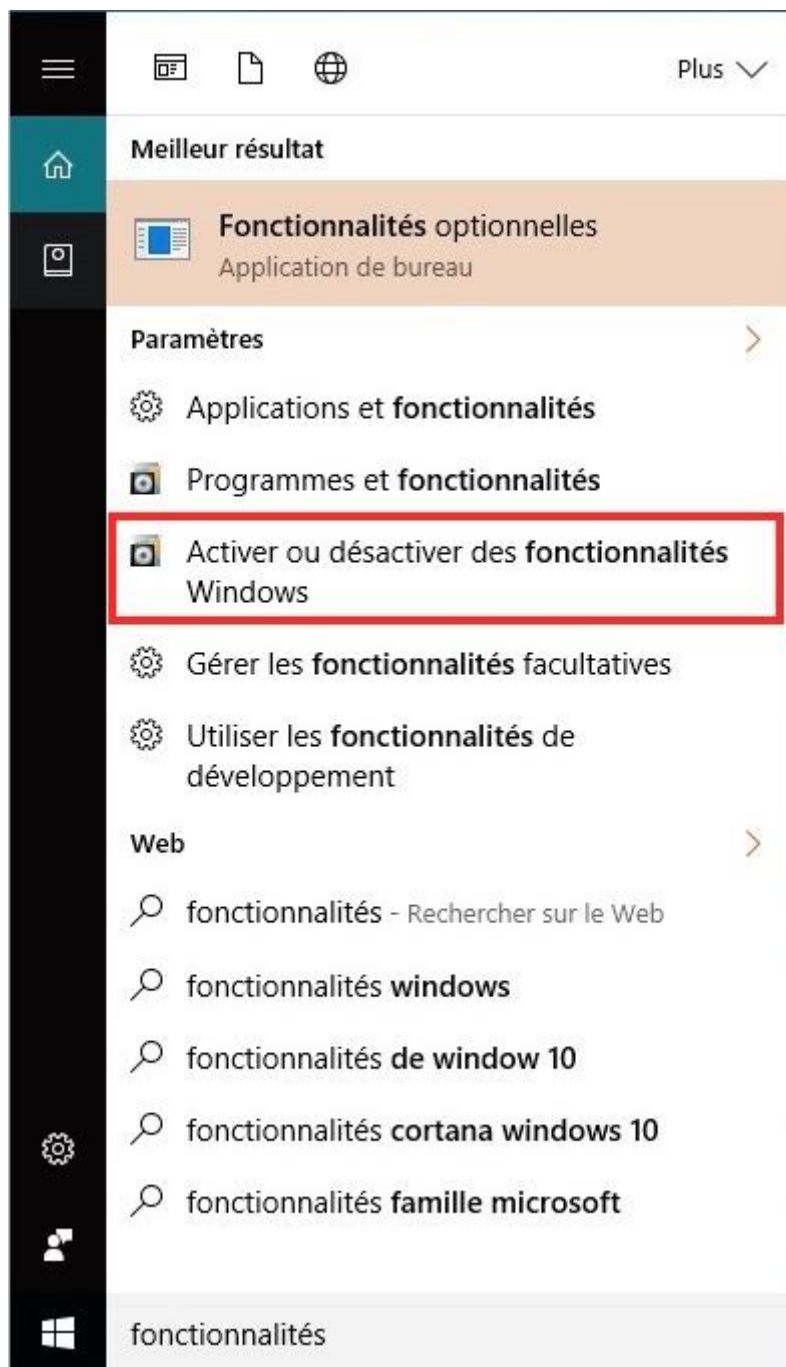 Plus
Meilleur résultat
Fonctionnalités optionnelles
Application de bureau
Paramètres
Applications et fonctionnalités
Programmes et fonctionnalités
Activer ou désactiver des fonctionnalités
Windows
Gérer les fonctionnalités facultatives
Utiliser les fonctionnalités de
développement
Web
fonctionnalités - Rechercher sur le Web
fonctionnalités windows
fonctionnalités de window 10
fonctionnalités cortana windows 10
fonctionnalités famille microsoft
fonctionnalités